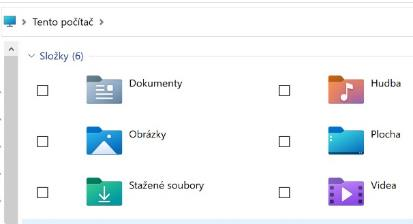 Tento počítač
Složky (6)
Dokumenty
Hudba
Obrázky
Plocha
Stažené soubory
Videa